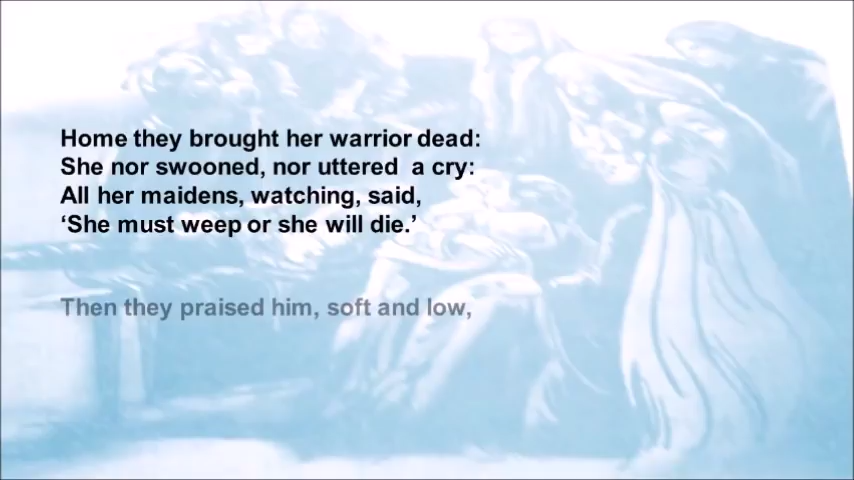 Home they brought her warrior dead:
She nor swooned, nor uttered a cry:
All her maidens, watching, said,
‘She must weep or she will die.’
Then they praised him, soft and low,